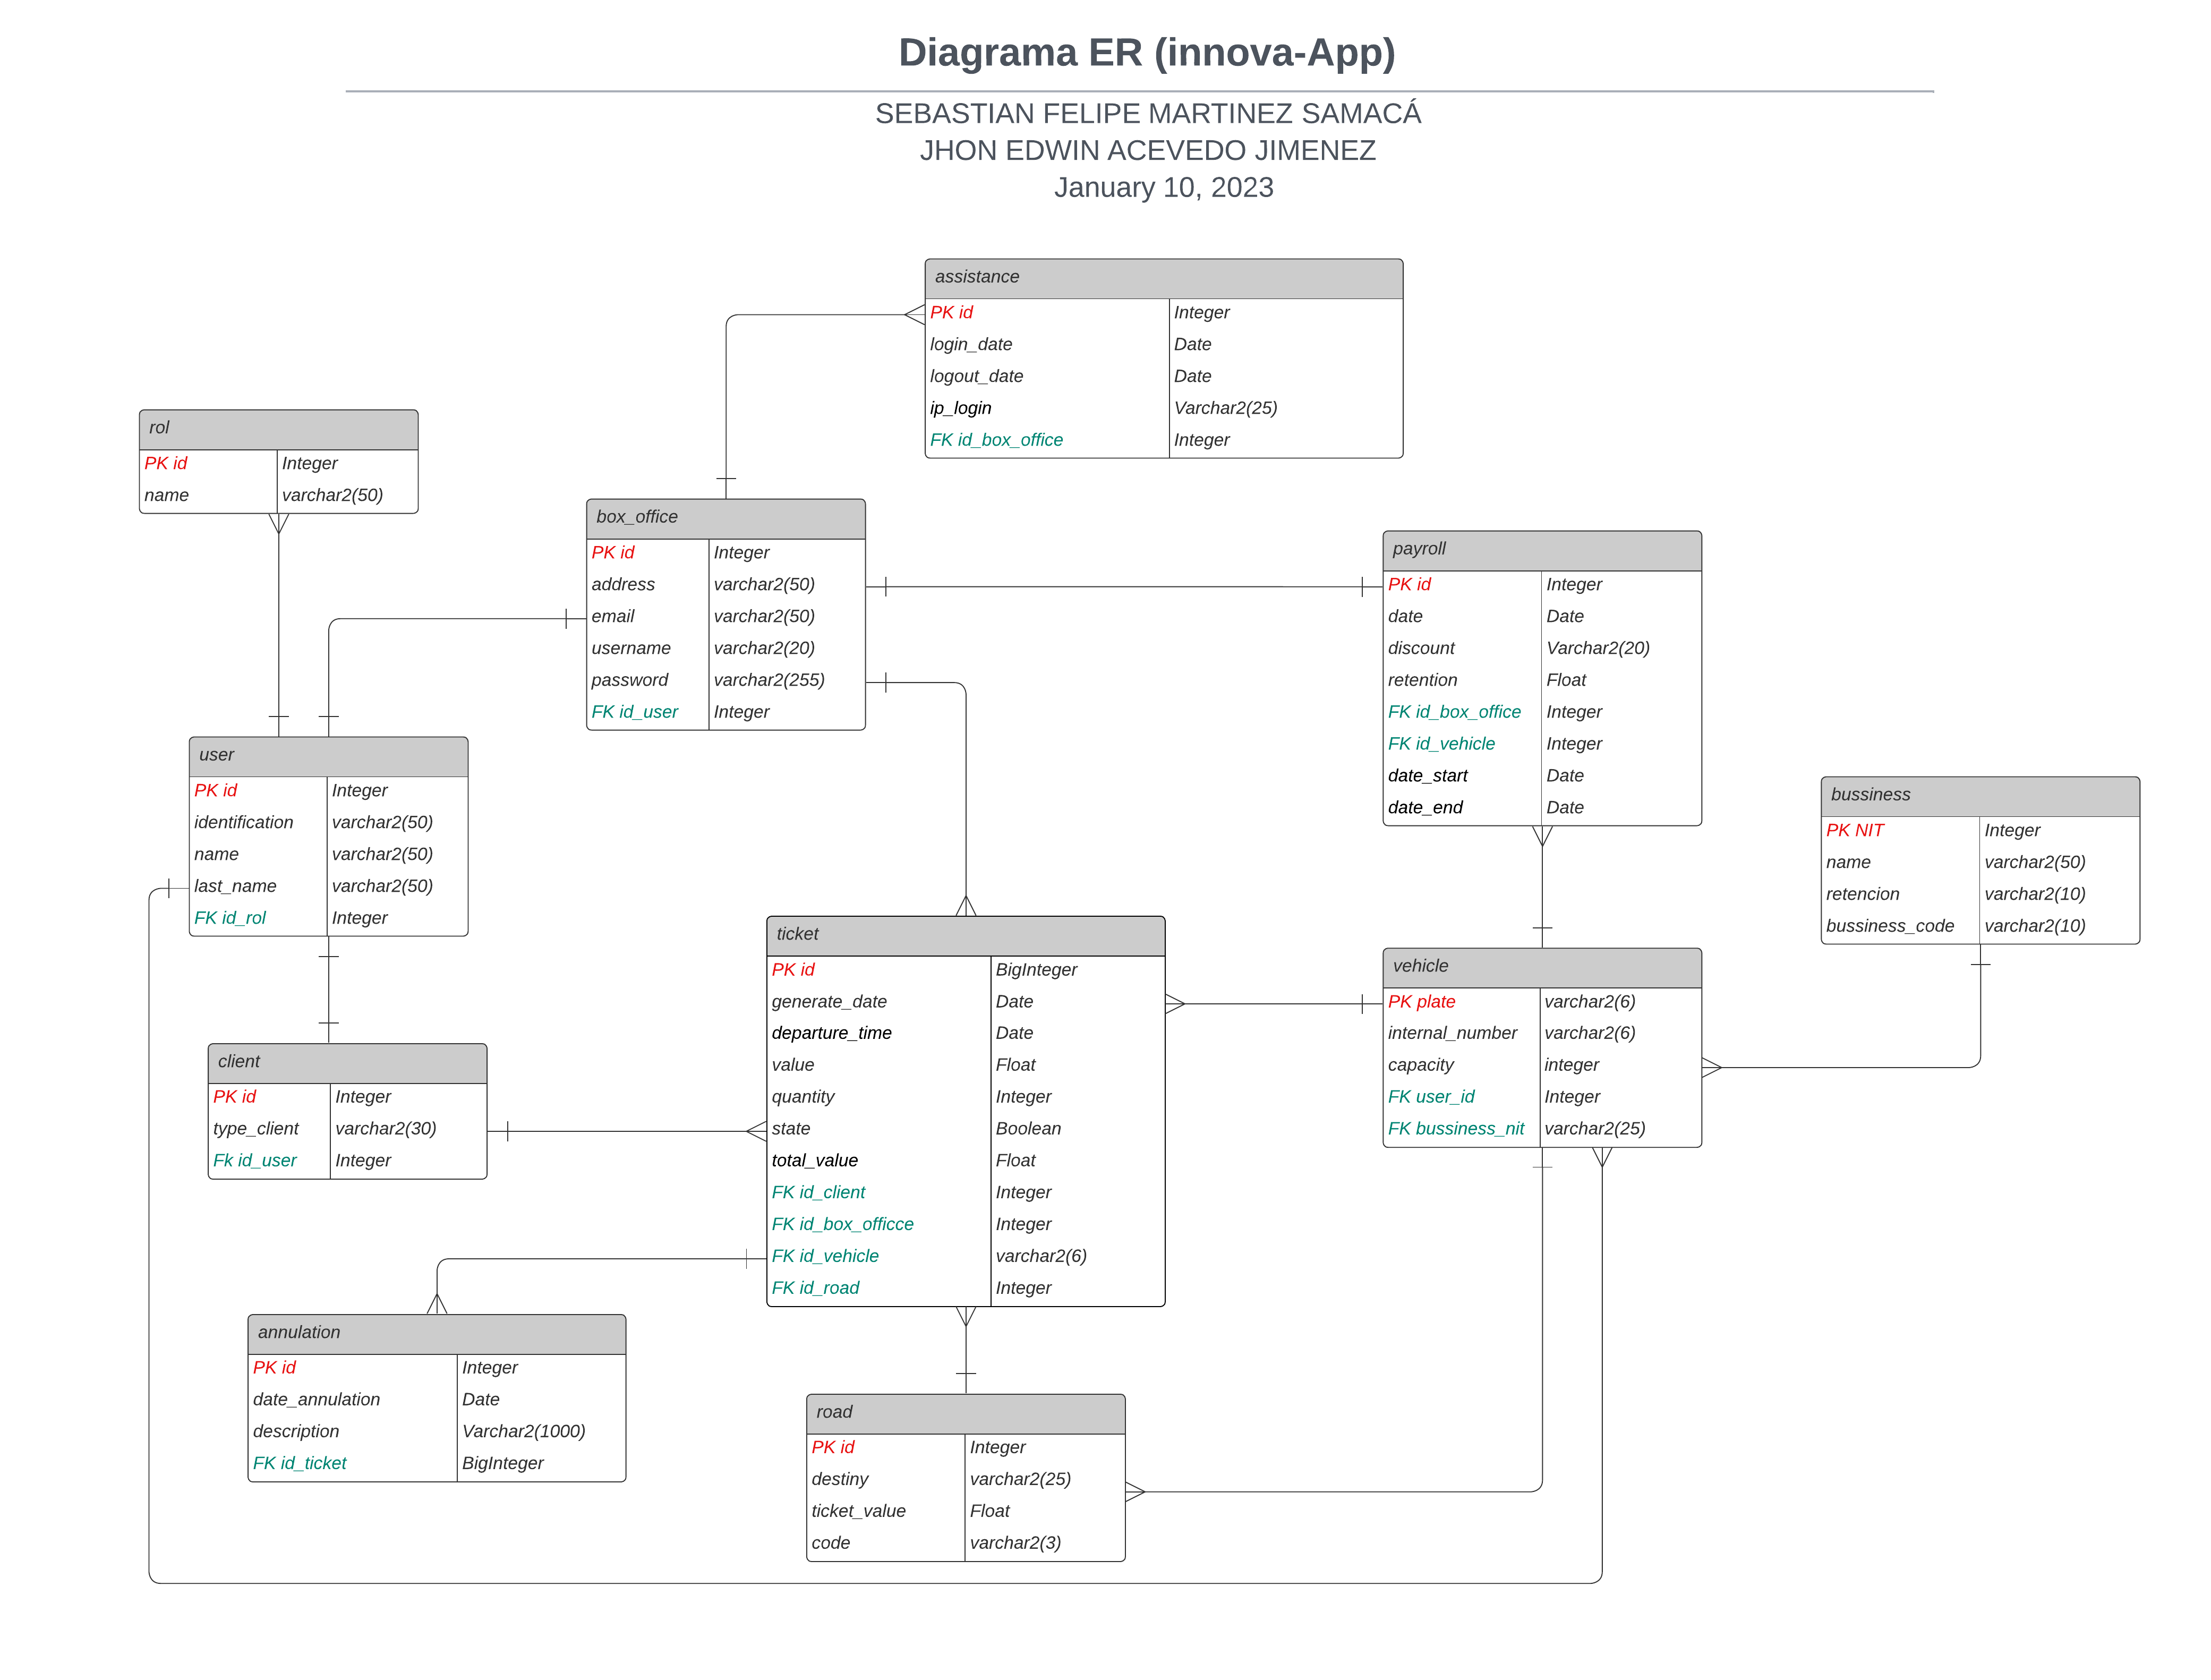 Diagrama ER (innova-App)
SEBASTIAN FELIPE MARTINEZ SAMACÁ
JHON EDWIN ACEVEDO JIMENEZ
January 10, 2023
assistance
PK id Integer
login_date Date
logout_date Date
ip_login Varchar2(25)
FK id_box_office Integer
rol
PK id Integer
name varchar2(50)
box_office
PK id Integer
address varchar2(50)
email varchar2(50)
username varchar2(20)
password varchar2(255)
FK id_user Integer
payroll
PK id Integer
date Date
discount Varchar2(20)
retention Float
FK id_box_office Integer
FK id_vehicle Integer
date_start Date
date_end Date
user
PK id Integer
identification varchar2(50)
name varchar2(50)
last_name varchar2(50)
FK id_rol Integer
bussiness
PK NIT Integer
name varchar2(50)
retencion varchar2(10)
bussiness_code varchar2(10)
ticket
PK id BigInteger
generate_date Date
departure_time Date
value Float
quantity Integer
state Boolean
total_value Float
FK id_client Integer
FK id_box_officce Integer
FK id_vehicle varchar2(6)
FK id_road Integer
vehicle
PK plate varchar2(6)
internal_number varchar2(6)
capacity integer
FK user_id Integer
FK bussiness_nit varchar2(25)
client
PK id Integer
type_client varchar2(30)
Fk id_user Integer
annulation
PK id Integer
date_annulation Date
description Varchar2(1000)
FK id_ticket BigInteger
road
PK id Integer
destiny varchar2(25)
ticket_value Float
code varchar2(3)